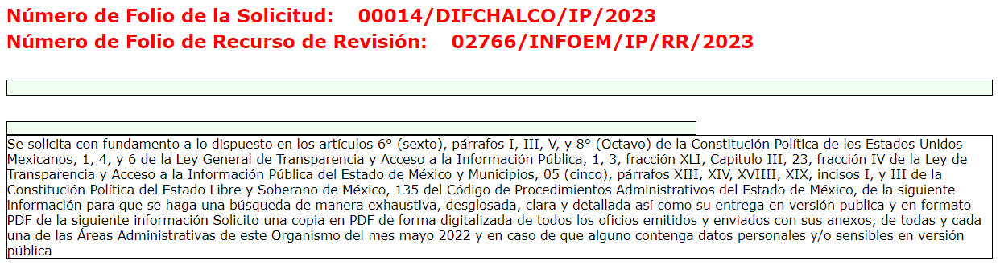 Número de Folio de la Solicitud: 00014/DIFCHALCO/IP/2023
Número de Folio de Recurso de Revisión: 02766/INFOEM/IP/RR/2023
Se solicita con fundamento a lo dispuesto en los artículos 6° (sexto), párrafos I, III, V, y 8° (Octavo) de la Constitución Política de los Estados Unidos
Mexicanos, 1, 4, y 6 de la Ley General de Transparencia y Acceso a la Información Pública, 1, 3, fracción XLI, Capitulo III, 23, fracción IV de la Ley de
Transparencia y Acceso a la Información Pública del Estado de México y Municipios, 05 (cinco), párrafos XIII, XIV, XVIIII, XIX, incisos I, y III de la
Constitución Política del Estado Libre y Soberano de México, 135 del Código de Procedimientos Administrativos del Estado de México, de la siguiente
información para que se haga una búsqueda de manera exhaustiva, desglosada, clara y detallada así como su entrega en versión publica y en formato
PDF de la siguiente información Solicito una copia en PDF de forma digitalizada de todos los oficios emitidos y enviados con sus anexos, de todas y cada
una de las Áreas Administrativas de este Organismo del mes mayo 2022 y en caso de que alguno contenga datos personales y/o sensibles en versión
pública